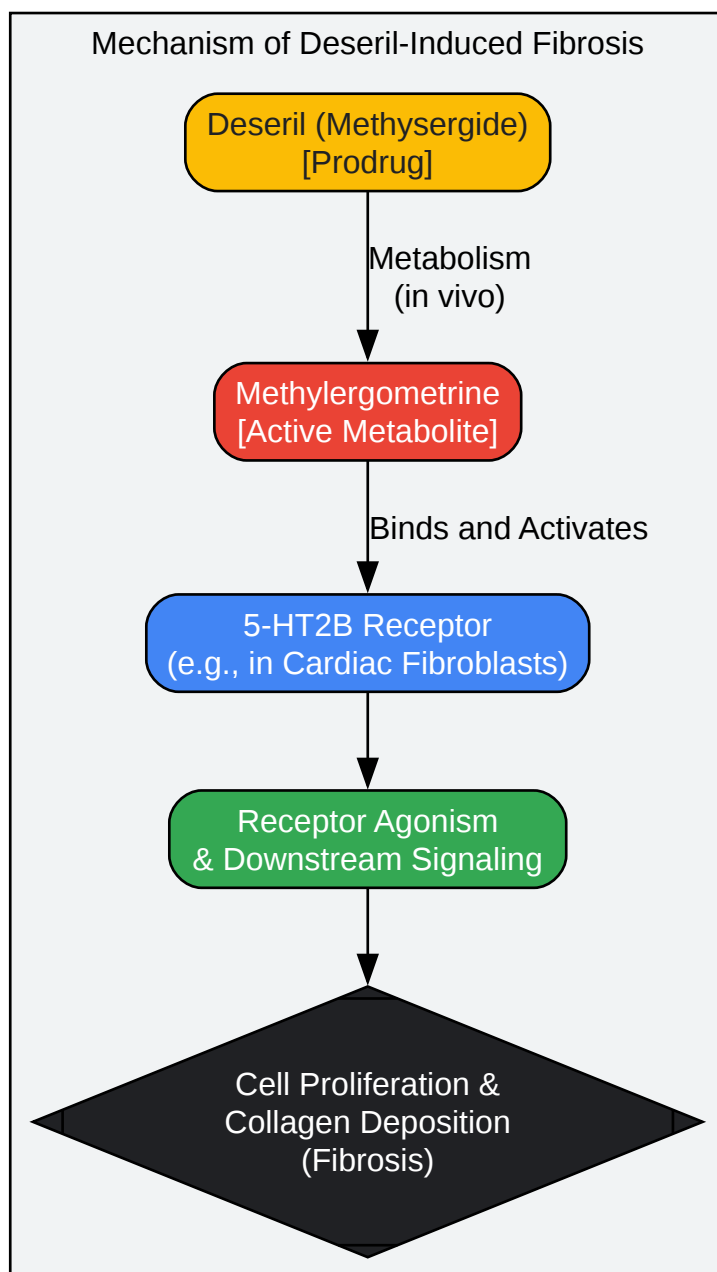 Mechanism of Deseril-Induced Fibrosis
Deseril (Methysergide)
[Prodrug]
Metabolism
(in vivo)
Methylergometrine
[Active Metabolite]
Binds and Activates
5-HT2B Receptor
(e.g., in Cardiac Fibroblasts)
Receptor Agonism
& Downstream Signaling
Cell Proliferation &
Collagen Deposition
(Fibrosis)